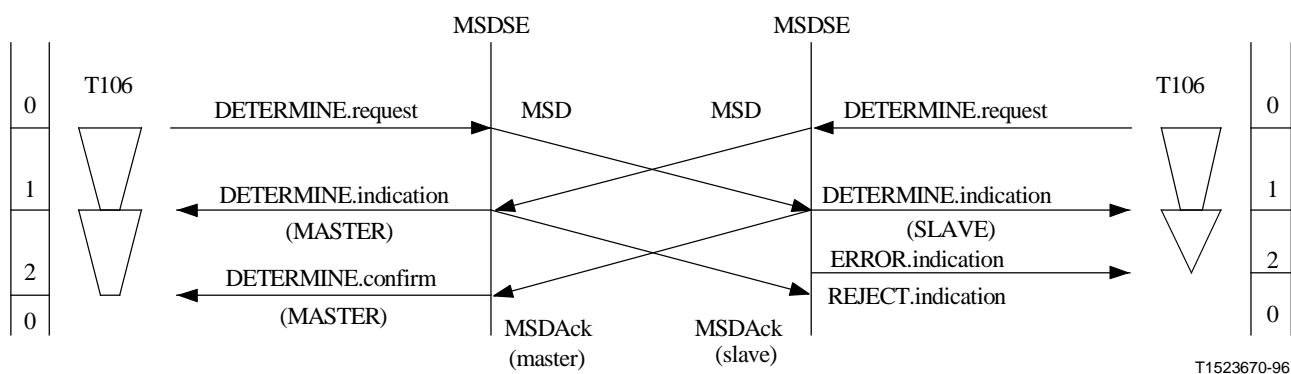 MSDSE MSDSE
T106 T106
0 DETERMINE.request MSD MSD DETERMINE.request 0
1 DETERMINE.indication DETERMINE.indication 1
(MASTER) (SLAVE)
2 DETERMINE.confirm ERROR.indication 2
(MASTER) REJECT.indication
0 MSDAck MSDAck 0
(master) (slave)
T1523670-96